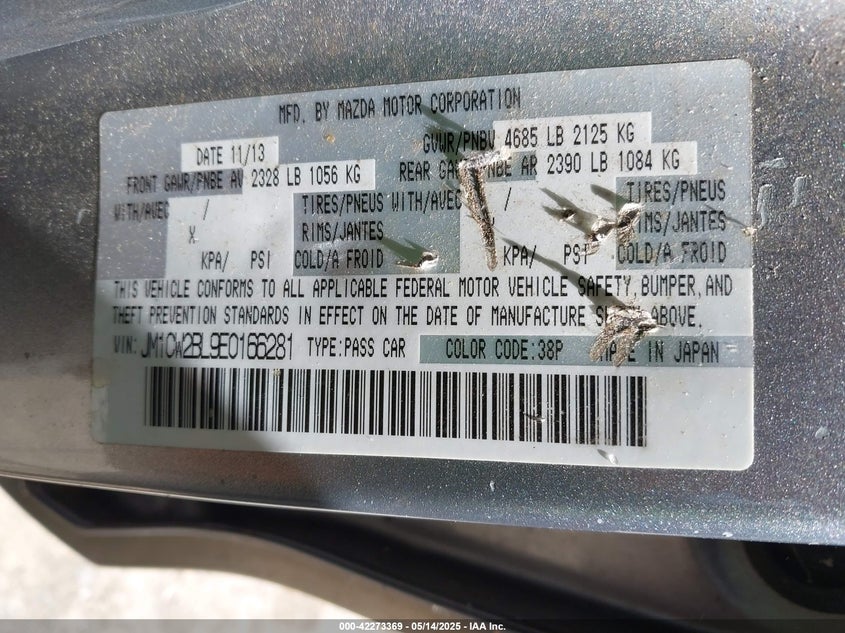 MFD. BY MAZDA MOTOR CORPORATION
DATE 11/13 GVWR/PNBV 4685 LB 2125 KG
FRONT GAWR/PNBE AV 2328 LB 1056 KG REAR AR 2390 LB 1084 KG
WITH/AVEC / TIRES/PNEUS WITH/AVEC / TIRES/PNEUS
X RIMS/JANTES RIMS/JANTES
KPA/ PSI COLD/A FROID KPA/ PSI COLD/A FROID
THIS VEHICLE CONFORMS TO ALL APPLICABLE FEDERAL MOTOR VEHICLE SAFETY, BUMPER, AND
THEFT PREVENTION STANDARDS IN EFFECT ON THE DATE OF MANUFACTURE ABOVE.
VIN: JM1CW2BL9E0166281 TYPE:PASS CAR COLOR CODE:38P MADE IN JAPAN
000-42273369 - 05/14/2025 - IAA Inc.